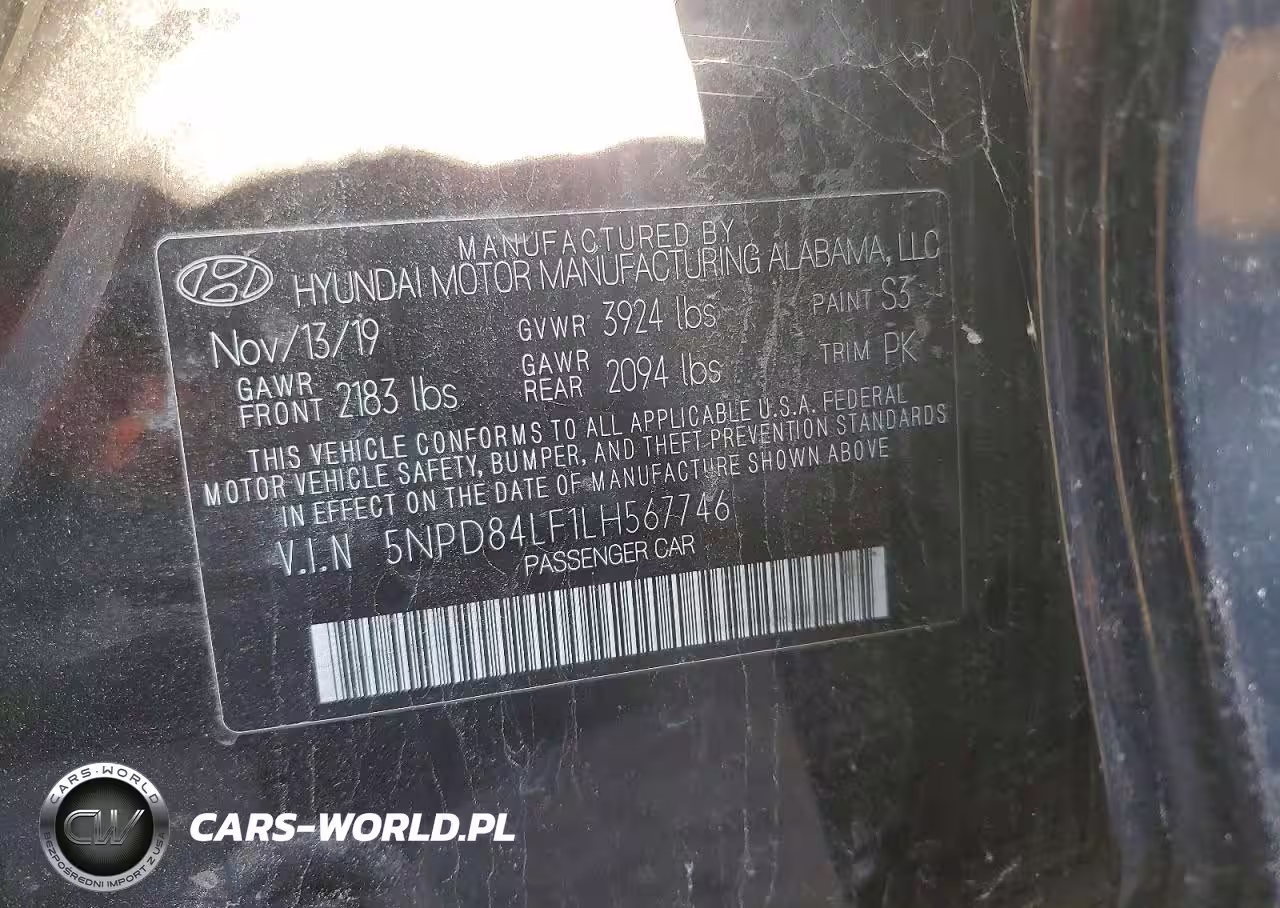 MANUFACTURED BY
HYUNDAI MOTOR MANUFACTURING ALABAMA, LLC
Nov/13/19 GVWR 3924 lbs PAINT S3
GAWR FRONT 2183 lbs GAWR REAR 2094 lbs TRIM PK
THIS VEHICLE CONFORMS TO ALL APPLICABLE U.S.A. FEDERAL
MOTOR VEHICLE SAFETY, BUMPER, AND THEFT PREVENTION STANDARDS
IN EFFECT ON THE DATE OF MANUFACTURE SHOWN ABOVE
V.I.N 5NPD84LF1LH567746
PASSENGER CAR
CARS-WORLD
CW
BEZPOŚREDNI IMPORT Z USA
CARS-WORLD.PL